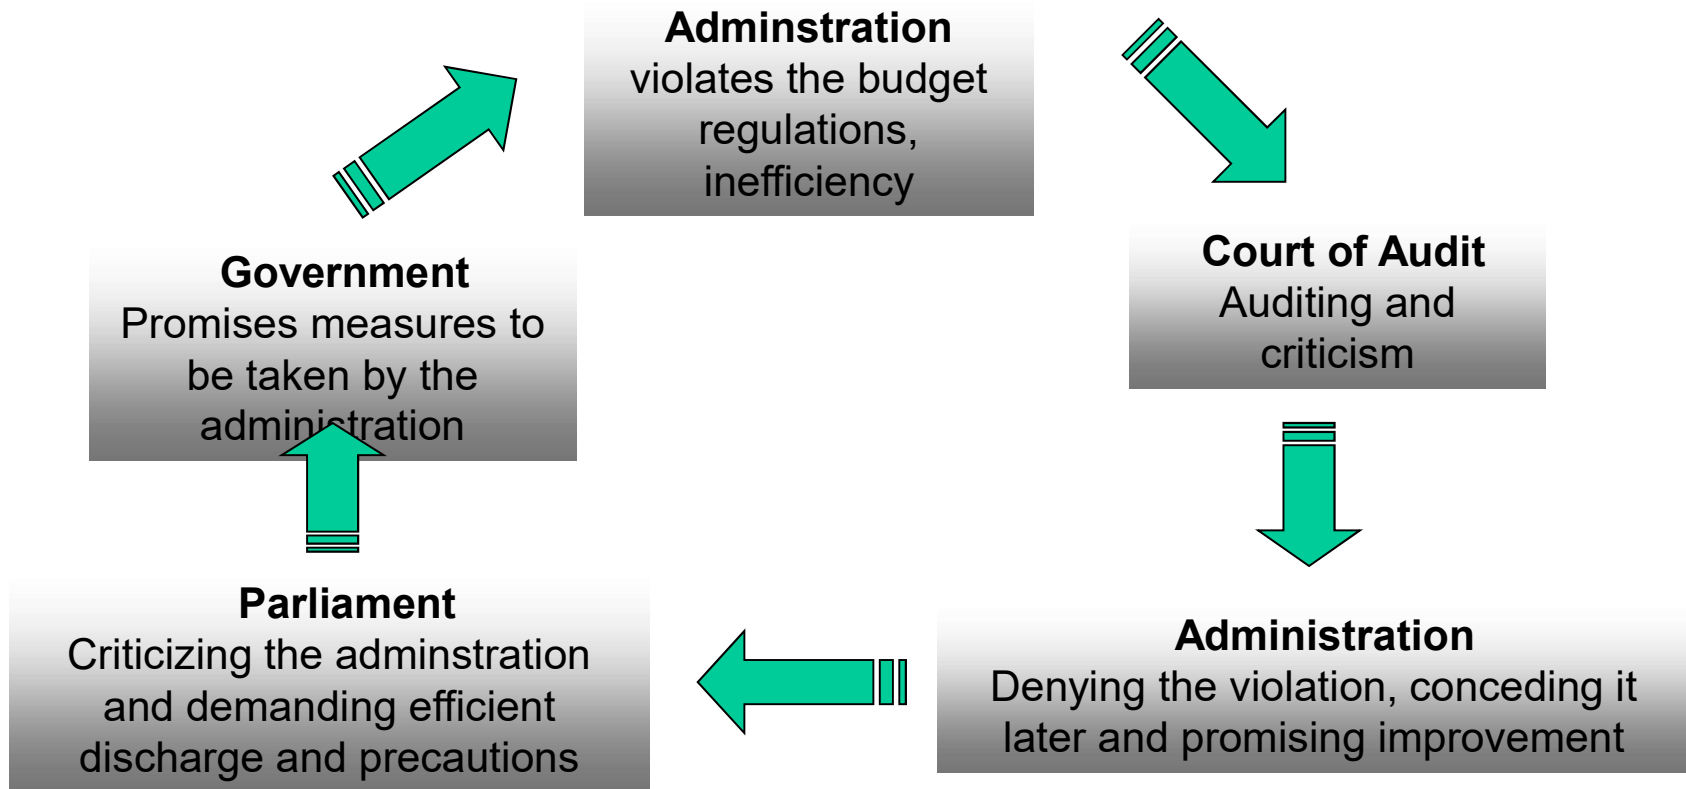 Adminstration
violates the budget
regulations,
inefficiency
Court of Audit
Auditing and
criticism
Administration
Denying the violation, conceding it
later and promising improvement
Parliament
Criticizing the adminstration
and demanding efficient
discharge and precautions
Government
Promises measures to
be taken by the
administration